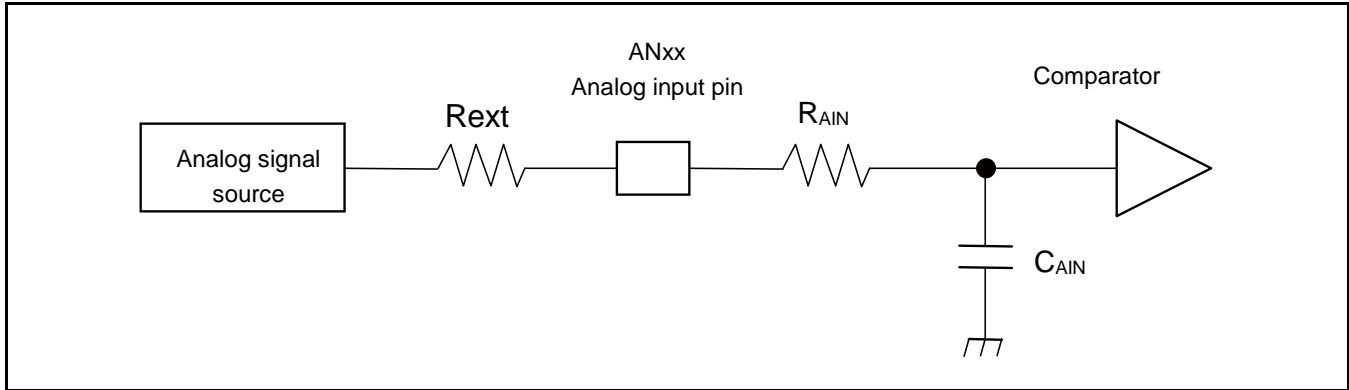 ANxx
Analog input pin
Comparator
Rext
RAIN
Analog signal
source
CAIN